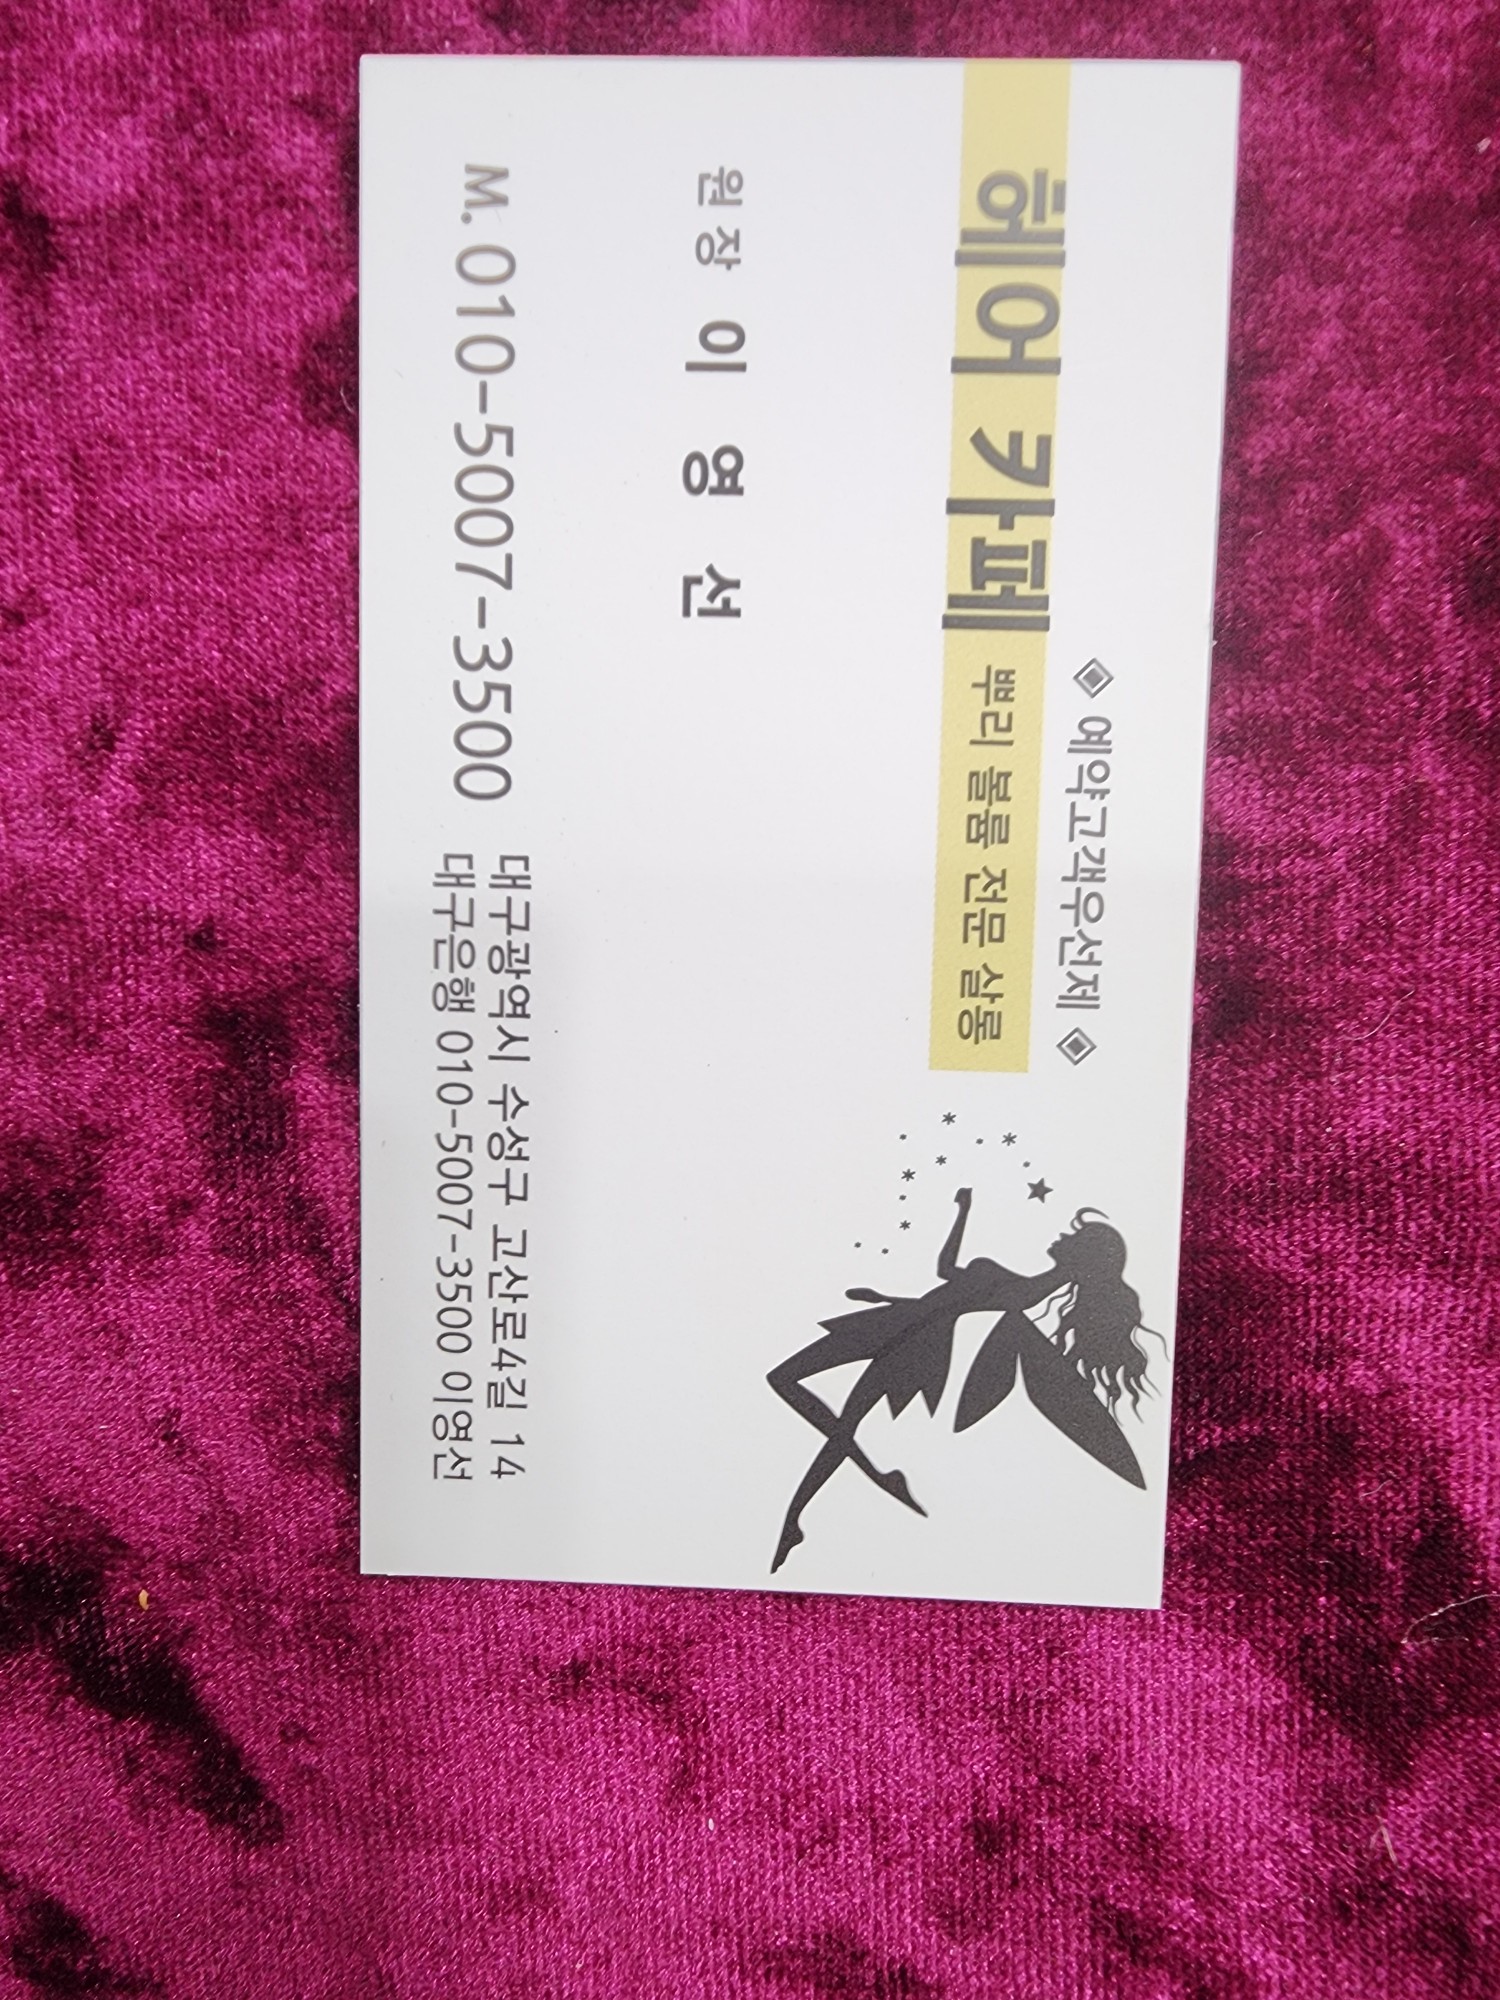 ◈ 예약고객우선제 ◈
헤어 카페 뿌리 볼륨 전문 살롱
원장 이 영 선
M. 010-5007-3500
대구광역시 수성구 고산로4길 14
대구은행 010-5007-3500 이영선